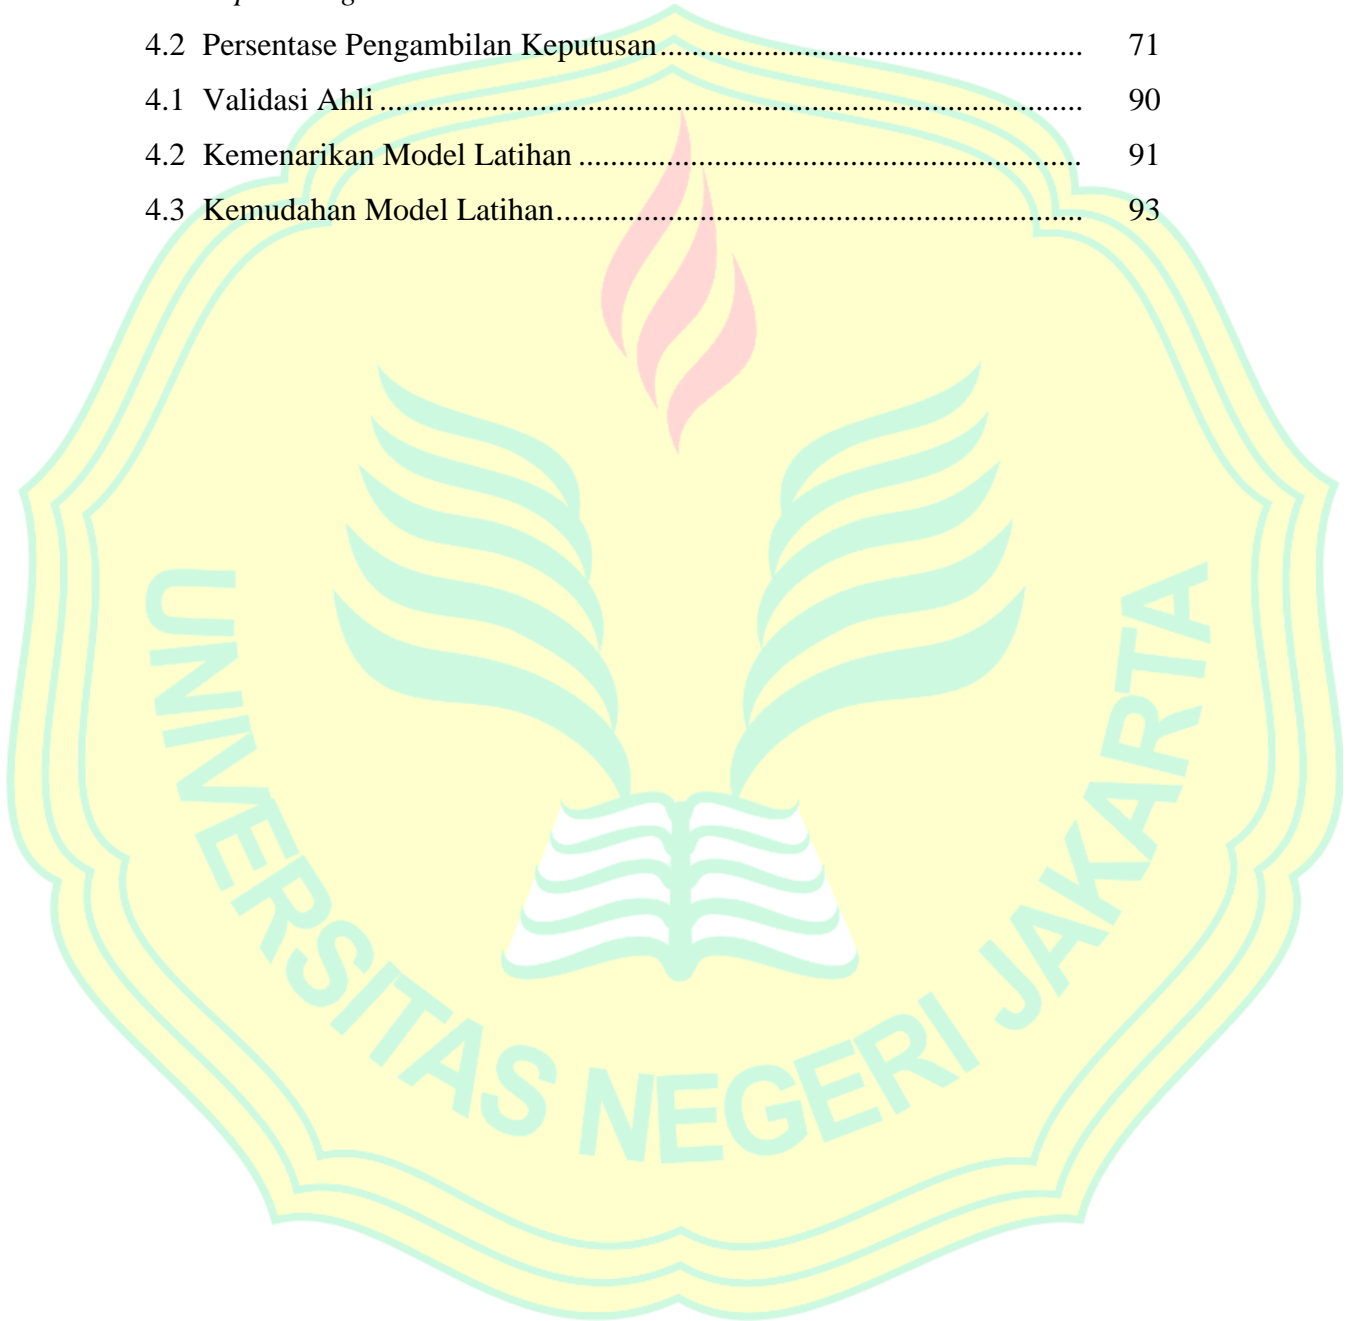 4.2 Persentase Pengambilan Keputusan..................................................... 71
4.1 Validasi Ahli ......................................................................................... 90
4.2 Kemenarikan Model Latihan ................................................................ 91
4.3 Kemudahan Model Latihan................................................................... 93
UNIVERSITAS NEGERI JAKARTA